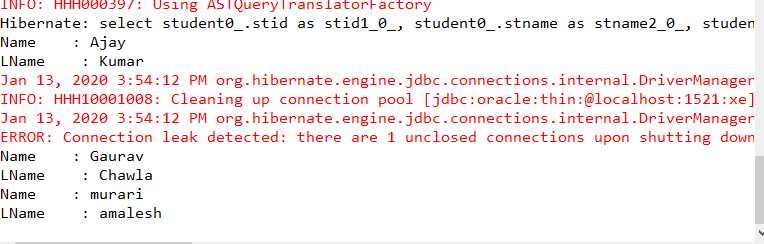 INFO: HHH000397: Using ASTQueryTranslatorFactory
Hibernate: select student0_.stid as stid1_0_, student0_.stname as stname2_0_, studen
Name    : Ajay
LName    : Kumar
Jan 13, 2020 3:54:12 PM org.hibernate.engine.jdbc.connections.internal.DriverManager
INFO: HHH10001008: Cleaning up connection pool [jdbc:oracle:thin:@localhost:1521:xe]
Jan 13, 2020 3:54:12 PM org.hibernate.engine.jdbc.connections.internal.DriverManager
ERROR: Connection leak detected: there are 1 unclosed connections upon shutting down
Name    : Gaurav
LName    : Chawla
Name    : murari
LName    : amalesh